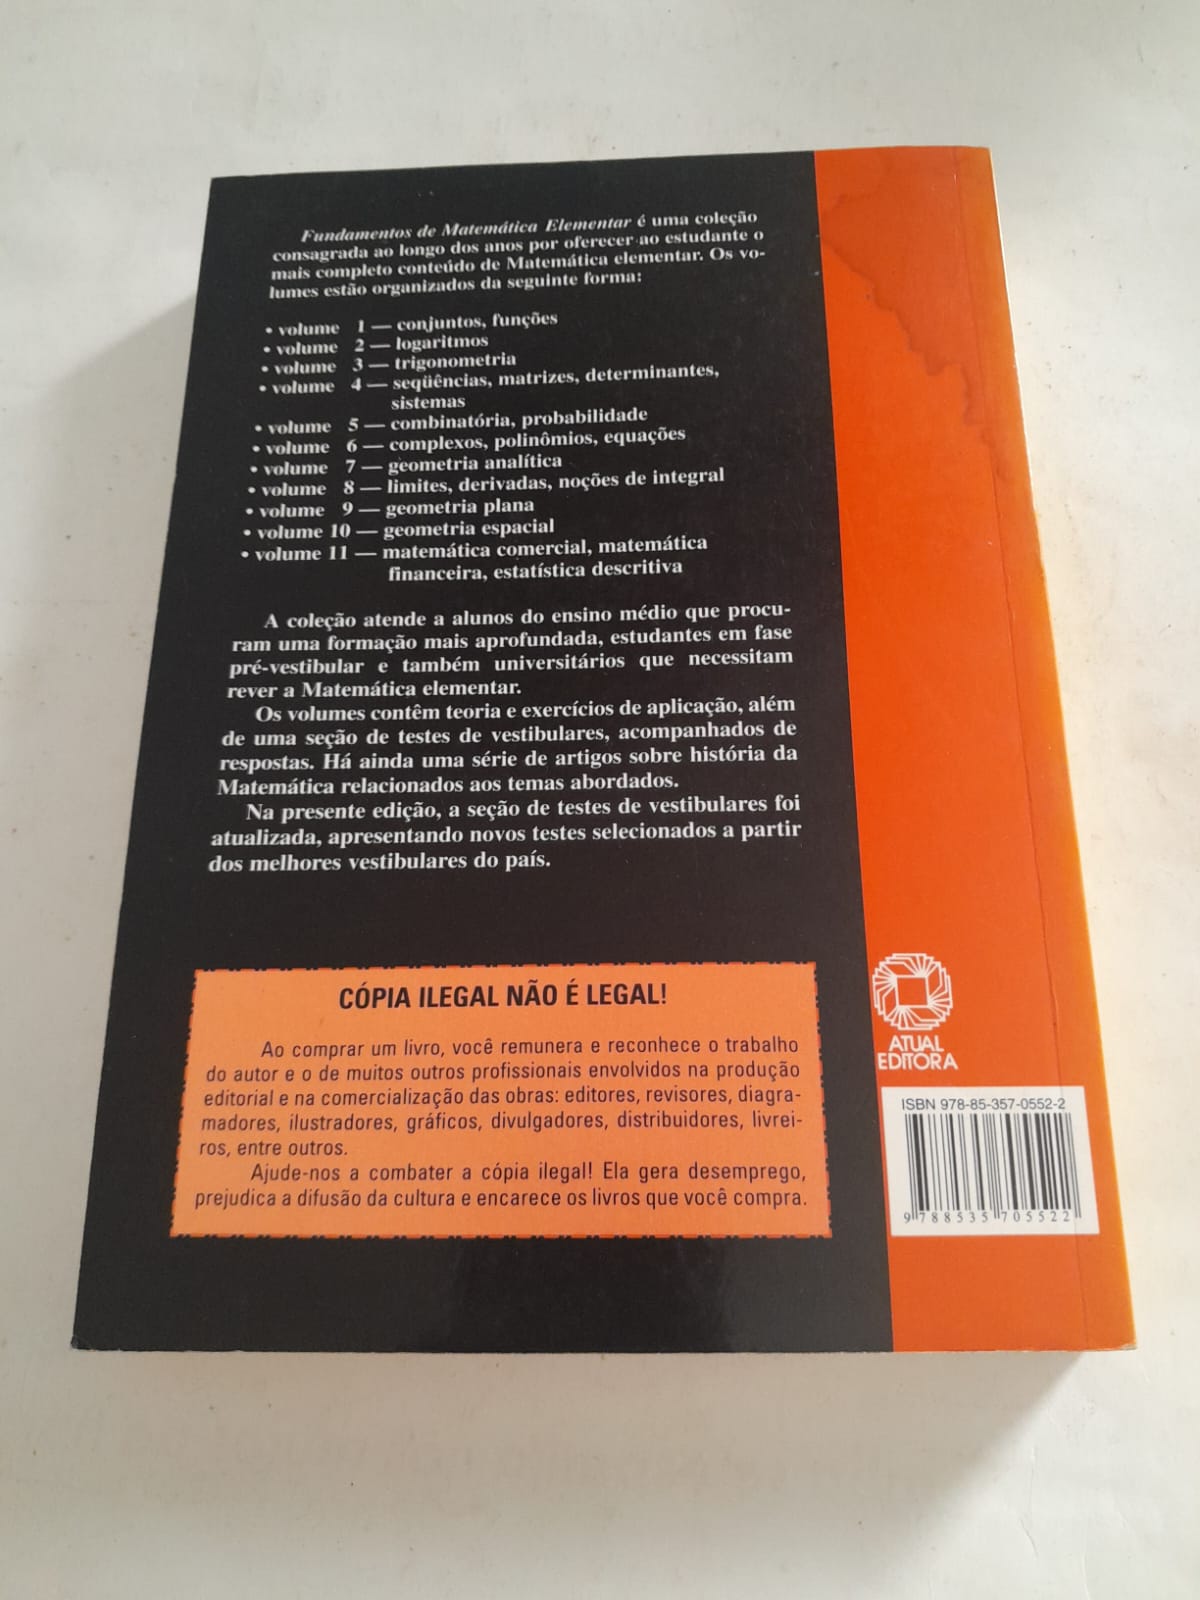 Fundamentos de Matemática Elementar é uma coleção
consagrada ao longo dos anos por oferecer ao estudante o
mais completo conteúdo de Matemática elementar. Os vo-
lumes estão organizados da seguinte forma:
• volume 1 — conjuntos, funções
• volume 2 — logaritmos
• volume 3 — trigonometria
• volume 4 — seqüências, matrizes, determinantes,
sistemas
• volume 5 — combinatória, probabilidade
• volume 6 — complexos, polinômios, equações
• volume 7 — geometria analítica
• volume 8 — limites, derivadas, noções de integral
• volume 9 — geometria plana
• volume 10 — geometria espacial
• volume 11 — matemática comercial, matemática
financeira, estatística descritiva
A coleção atende a alunos do ensino médio que procu-
ram uma formação mais aprofundada, estudantes em fase
pré-vestibular e também universitários que necessitam
rever a Matemática elementar.
Os volumes contêm teoria e exercícios de aplicação, além
de uma seção de testes de vestibulares, acompanhados de
respostas. Há ainda uma série de artigos sobre história da
Matemática relacionados aos temas abordados.
Na presente edição, a seção de testes de vestibulares foi
atualizada, apresentando novos testes selecionados a partir
dos melhores vestibulares do país.
CÓPIA ILEGAL NÃO É LEGAL!
Ao comprar um livro, você remunera e reconhece o trabalho
do autor e o de muitos outros profissionais envolvidos na produção
editorial e na comercialização das obras: editores, revisores, diagra-
madores, ilustradores, gráficos, divulgadores, distribuidores, livrei-
ros, entre outros.
Ajude-nos a combater a cópia ilegal! Ela gera desemprego,
prejudica a difusão da cultura e encarece os livros que você compra.
ATUAL
EDITORA
ISBN 978-85-357-0552-2
9 788535 705522